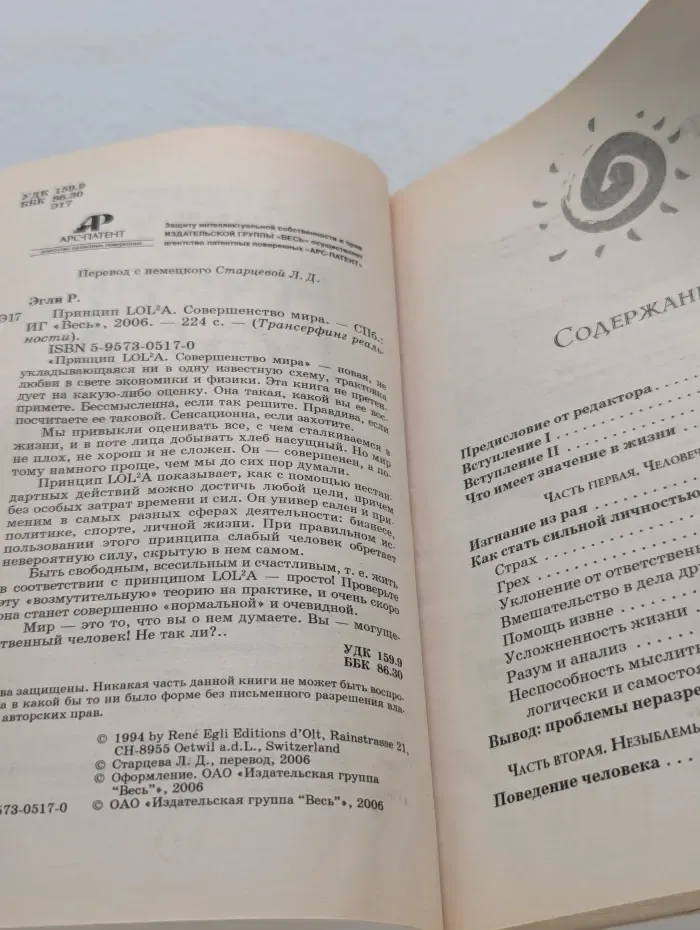 УДК 159.9
ББК 86.30
Э17
АРС-ПАТЕНТ
Защиту интеллектуальной собственности и прав
ИЗДАТЕЛЬСКОЙ ГРУППЫ «ВЕСЬ» осуществляет
агентство патентных поверенных «АРС-ПАТЕНТ»
Перевод с немецкого Старцевой Л. Д.
Эгли Р.
Э17 Принцип LOL²A. Совершенство мира. — СПб.:
ИГ «Весь», 2006. — 224 с. — (Трансерфинг реаль-
ности).
ISBN 5-9573-0517-0
«Принцип LOL²A. Совершенство мира» — новая, не
укладывающаяся ни в одну известную схему, трактовка
любви в свете экономики и физики. Эта книга не претен-
дует на какую-либо оценку. Она такая, какой вы ее вос-
примете. Бессмысленна, если так решите. Правдива, если
посчитаете ее таковой. Сенсационна, если захотите.
Мы привыкли оценивать все, с чем сталкиваемся в
жизни, и в поте лица добывать хлеб насущный. Но мир
не плох, не хорош и не сложен. Он — совершенен, а по-
тому намного проще, чем мы до сих пор думали.
Принцип LOL²A показывает, как с помощью нестан-
дартных действий можно достичь любой цели, причем
без особых затрат времени и сил. Он универсален и при-
меним в самых разных сферах деятельности: бизнесе,
политике, спорте, личной жизни. При правильном ис-
пользовании этого принципа слабый человек обретает
невероятную силу, скрытую в нем самом.
Быть свободным, всесильным и счастливым, т. е. жить
в соответствии с принципом LOL²A — просто! Проверьте
эту «возмутительную» теорию на практике, и очень скоро
она станет совершенно «нормальной» и очевидной.
Мир — это то, что вы о нем думаете. Вы — могуще-
ственный человек! Не так ли?..
УДК 159.9
ББК 86.30
ва защищены. Никакая часть данной книги не может быть воспро-
а в какой бы то ни было форме без письменного разрешения вла-
авторских прав.
© 1994 by René Egli Editions d'Olt, Rainstrasse 21,
CH-8955 Oetwil a.d.L., Switzerland
© Старцева Л. Д., перевод, 2006
© Оформление. ОАО «Издательская группа
"Весь"», 2006
573-0517-0 © ОАО «Издательская группа "Весь"», 2006
СОДЕРЖАНИ
Предисловие от редактора
Вступление I
Вступление II
Что имеет значение в жизни
ЧАСТЬ ПЕРВАЯ. ЧЕЛОВЕЧ
Изгнание из рая
Как стать сильной личностью
Страх
Грех
Уклонение от ответственн
Вмешательство в дела др
Помощь извне
Усложненность жизни
Разум и анализ
Неспособность мыслить
логически и самостоя
Вывод: проблемы неразре
ЧАСТЬ ВТОРАЯ. НЕЗЫБЛЕМЫ
Поведение человека